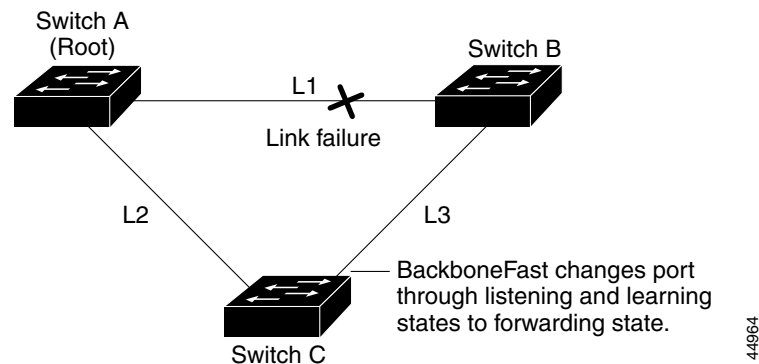 Switch A
(Root)
Switch B
L1
Link failure
L2
L3
BackboneFast changes port
through listening and learning
states to forwarding state.
Switch C
44964